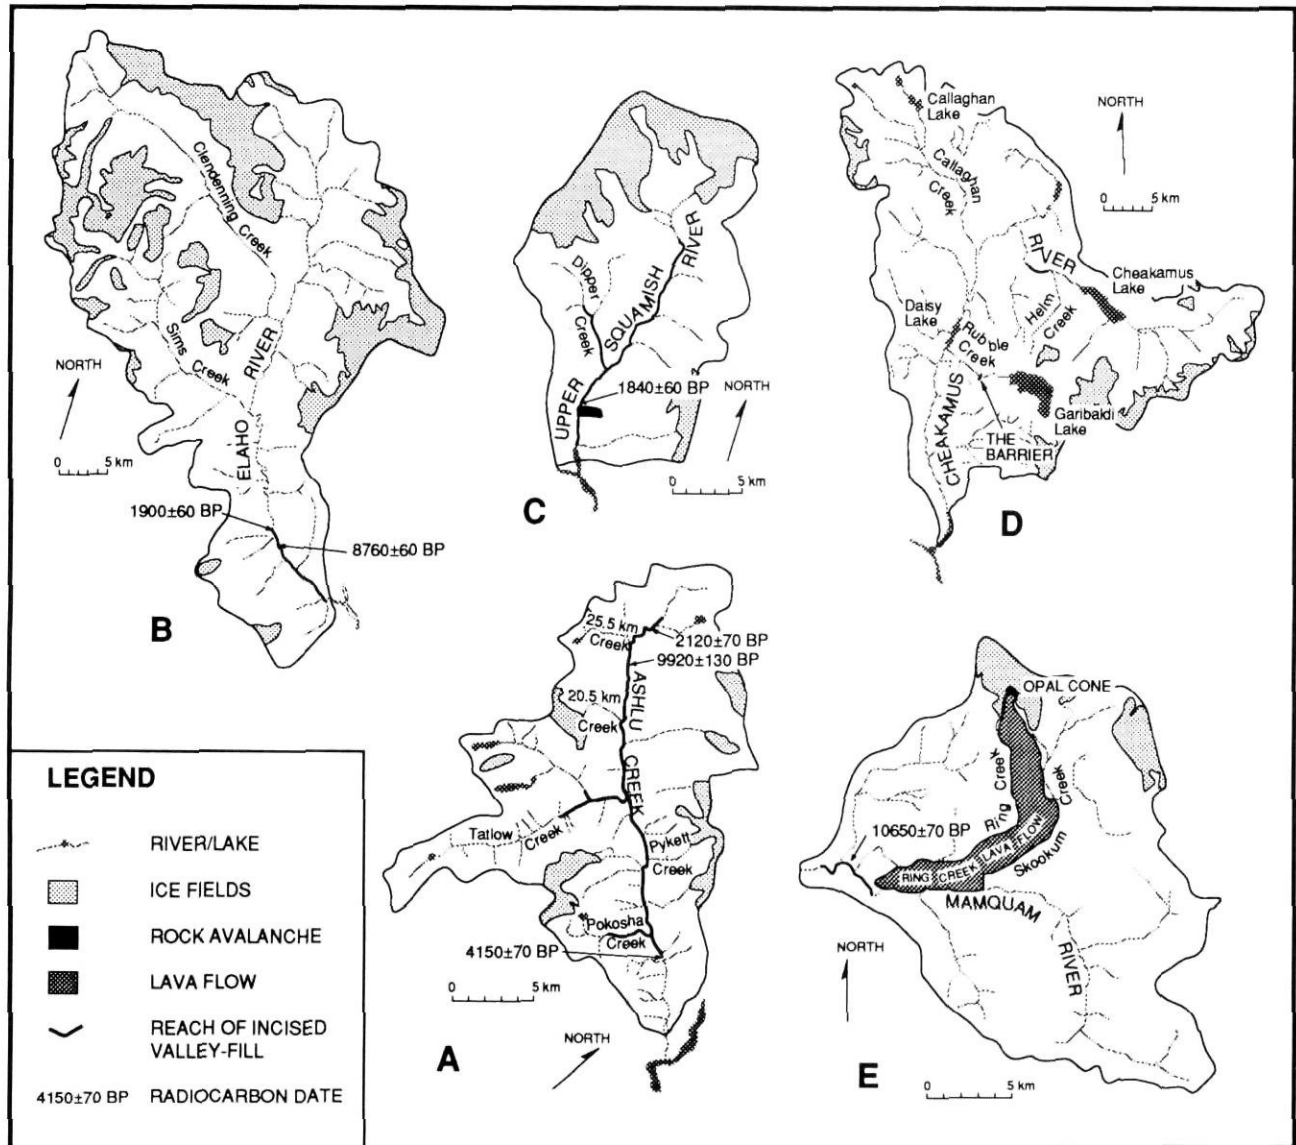 Clendenning
Creek
Sims
Creek
RIVER
ELAHO
NORTH
0 5 km
1900±60 BP
8760±60 BP
B
Dipper
Creek
UPPER
SQUAMISH
RIVER
1840±60 BP
NORTH
0 5 km
C
Callaghan
Lake
NORTH
0 5 km
Callaghan
Creek
RIVER
Cheakamus
Lake
Daisy
Lake
Rubble
Creek
Helm
Creek
CHEAKAMUS
Garibaldi
Lake
THE
BARRIER
D
25.5 km
Creek
2120±70 BP
9920±130 BP
20.5 km
Creek
ASHLU
CREEK
Tatlow
Creek
Pykett
Creek
Pokosha
Creek
4150±70 BP
0 5 km
NORTH
A
OPAL CONE
Ring Creek
Skookum
Creek
10650±70 BP
RING CREEK LAVA FLOW
MAMQUAM
RIVER
NORTH
0 5 km
E
LEGEND
RIVER/LAKE
ICE FIELDS
ROCK AVALANCHE
LAVA FLOW
REACH OF INCISED
VALLEY-FILL
4150±70 BP RADIOCARBON DATE